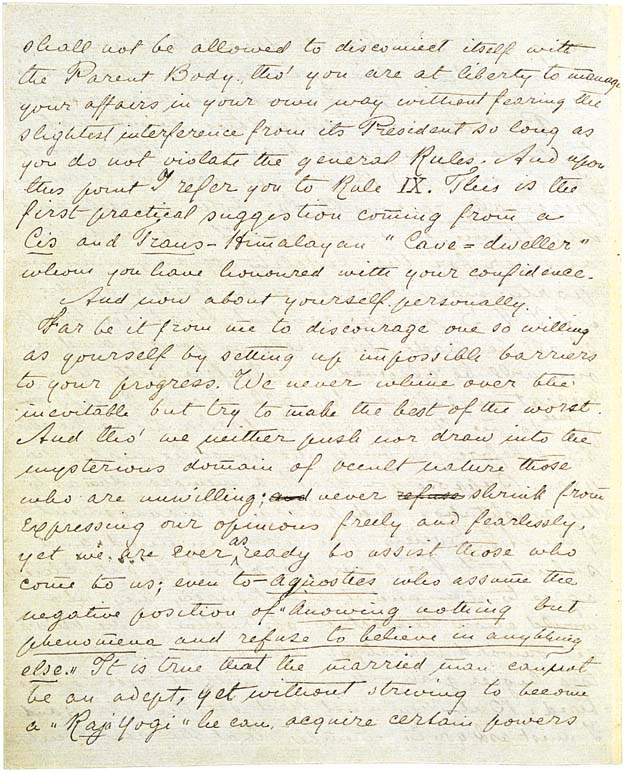 shall not be allowed to disconnect itself with
the Parent Body, tho' you are at liberty to manage
your affairs in your own way without fearing the
slightest interference from its President so long as
you do not violate the general Rules. And upon
this point I refer you to Rule IX. This is the
first practical suggestion coming from a
Cis and Trans-Himalayan "Cave=dweller"
whom you have honoured with your confidence.
And now about yourself personally.
Far be it from me to discourage one so willing
as yourself by setting up impossible barriers
to your progress. We never whine over the
inevitable but try to make the best of the worst.
And tho' we neither push nor draw into the
mysterious domain of occult nature those
who are unwilling; and never refuse shrink from
expressing our opinions freely and fearlessly,
yet we are ever as ready to assist those who
come to us; even to - agnostics who assume the
negative position of "knowing nothing but
phenomena and refuse to believe in anything
else." It is true that the married man cannot
be an adept, yet without striving to become
a "Raja Yogi" he can acquire certain powers